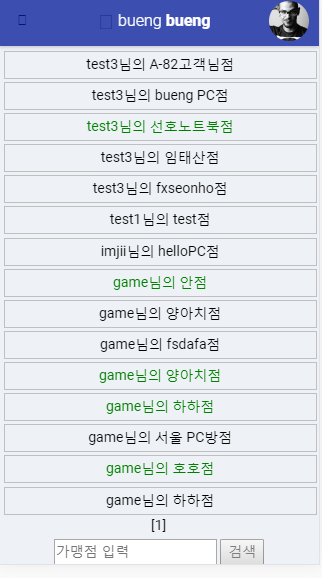 bueng bueng
test3님의 A-82고객님점
test3님의 bueng PC점
test3님의 선호노트북점
test3님의 임태산점
test3님의 fxseonho점
test1님의 test점
imjii님의 helloPC점
game님의 안점
game님의 양아치점
game님의 fsdafa점
game님의 양아치점
game님의 하하점
game님의 서울 PC방점
game님의 호호점
game님의 하하점
[1]
가맹점 입력 검색